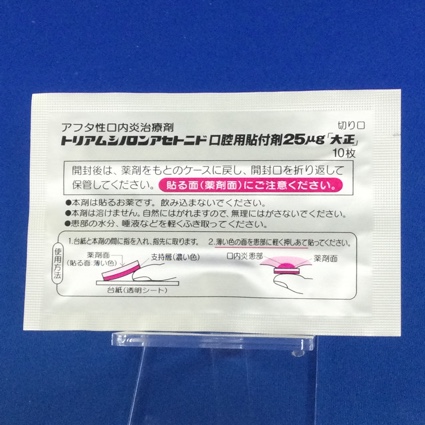 アフタ性口内炎治療剤
切り口
トリアムシノロンアセトニド口腔用貼付剤25μg「大正」
10枚
開封後は、薬剤をもとのケースに戻し、開封口を折り返して
保管してください。 貼る面(薬剤面)にご注意ください。
●本剤は貼るお薬です。飲み込まないでください。
●本剤は溶けません。自然にはがれますので、無理にはがさないでください。
●患部の水分、唾液などを軽くふき取ってください。
使用方法
1.台紙と本剤の間に指を入れ、指先に取ります。
薬剤面
(貼る面:薄い色)
支持層(濃い色)
台紙(透明シート)
2.薄い色の面を患部に軽く押しあて貼ってください。
口内炎患部
薬剤面